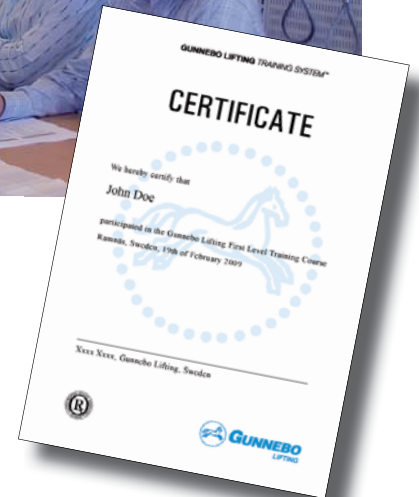 GUNNEBO LIFTING TRAINING SYSTEM™
CERTIFICATE
We hereby certify that
John Doe
participated in the Gunnebo Lifting First Level Training Course
Ramnäs, Sweden, 19th of February 2009
Xxxx Xxxx, Gunnebo Lifting, Sweden
R
GUNNEBO
LIFTING